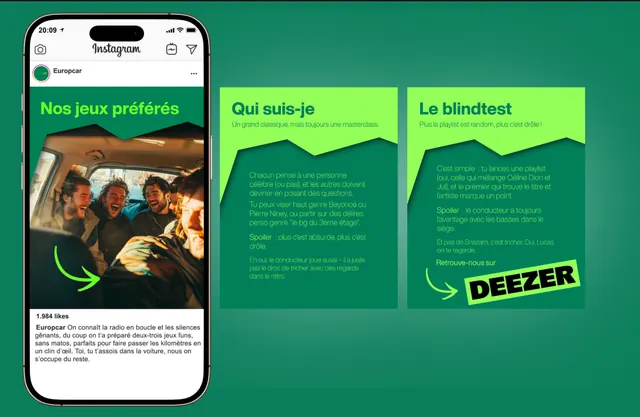 20:09
Instagram
Europcar
Nos jeux préférés
1.984 likes
Europcar On connaît la radio en boucle et les silences
gênants, du coup on t'a préparé deux-trois jeux funs,
sans matos, parfaits pour faire passer les kilomètres en
un clin d'œil. Toi, tu t'assois dans la voiture, nous on
s'occupe du reste.
Qui suis-je
Un grand classique, mais toujours une masterclass.
Chacun pense à une personne
célèbre (ou pas), et les autres doivent
deviner en posant des questions.
Tu peux viser haut genre Beyoncé ou
Pierre Niney, ou partir sur des délires
perso genre "le bg du 3ème étage".
Spoiler : plus c'est absurde, plus c'est
drôle.
En oui, le conducteur joue aussi - il a juste
pas le droit de tricher avec des regards
dans le rétro.
Le blindtest
Plus la playlist est random, plus c'est drôle !
C'est simple : tu lances une playlist
(oui, celle qui mélange Céline Dion et
Jul), et le premier qui trouve le titre et
l'artiste marque un point.
Spoiler : le conducteur a toujours
l'avantage avec les basses dans le
siège.
Et pas de Shazam, c'est tricher. Oui, Lucas,
on te regarde.
Retrouve-nous sur
DEEZER